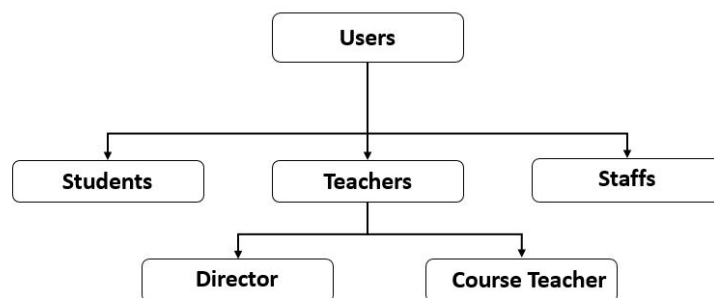 Users
Students
Teachers
Staffs
Director
Course Teacher